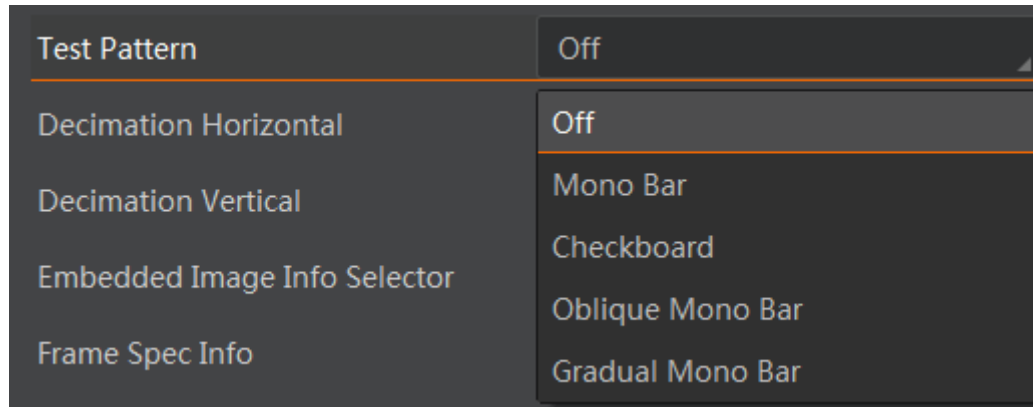 Test Pattern Off
Decimation Horizontal Off
Decimation Vertical Mono Bar
Embedded Image Info Selector Checkboard
Frame Spec Info Oblique Mono Bar
Gradual Mono Bar